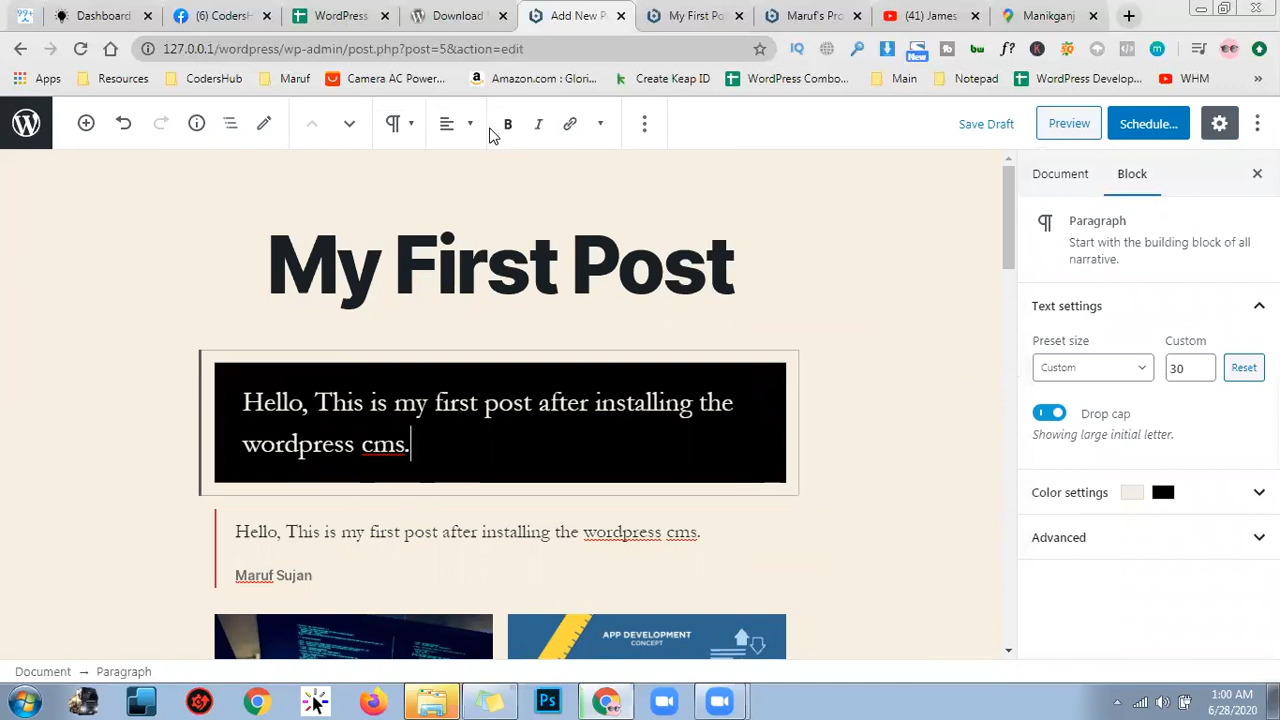 99+
Dashboard
(6) CodersH
WordPress
Download
Add New P
My First Po
Maruf's Pro
(41) James
Manikganj
127.0.0.1/wordpress/wp-admin/post.php?post=5&action=edit
New
Apps
Resources
CodersHub
Maruf
Camera AC Power...
Amazon.com : Glori...
Create Keap ID
WordPress Combo...
Main
Notepad
WordPress Develop...
WHM
»
B
I
Save Draft
Preview
Schedule...
Document
Block
My First Post
Paragraph
Start with the building block of all
narrative.
Text settings
Preset size
Custom
Custom
30
Reset
Drop cap
Showing large initial letter.
Color settings
Advanced
Hello, This is my first post after installing the
wordpress cms.
Hello, This is my first post after installing the wordpress cms.
Maruf Sujan
APP DEVELOPMENT
CONCEPT
Document → Paragraph
Ps
1:00 AM
6/28/2020